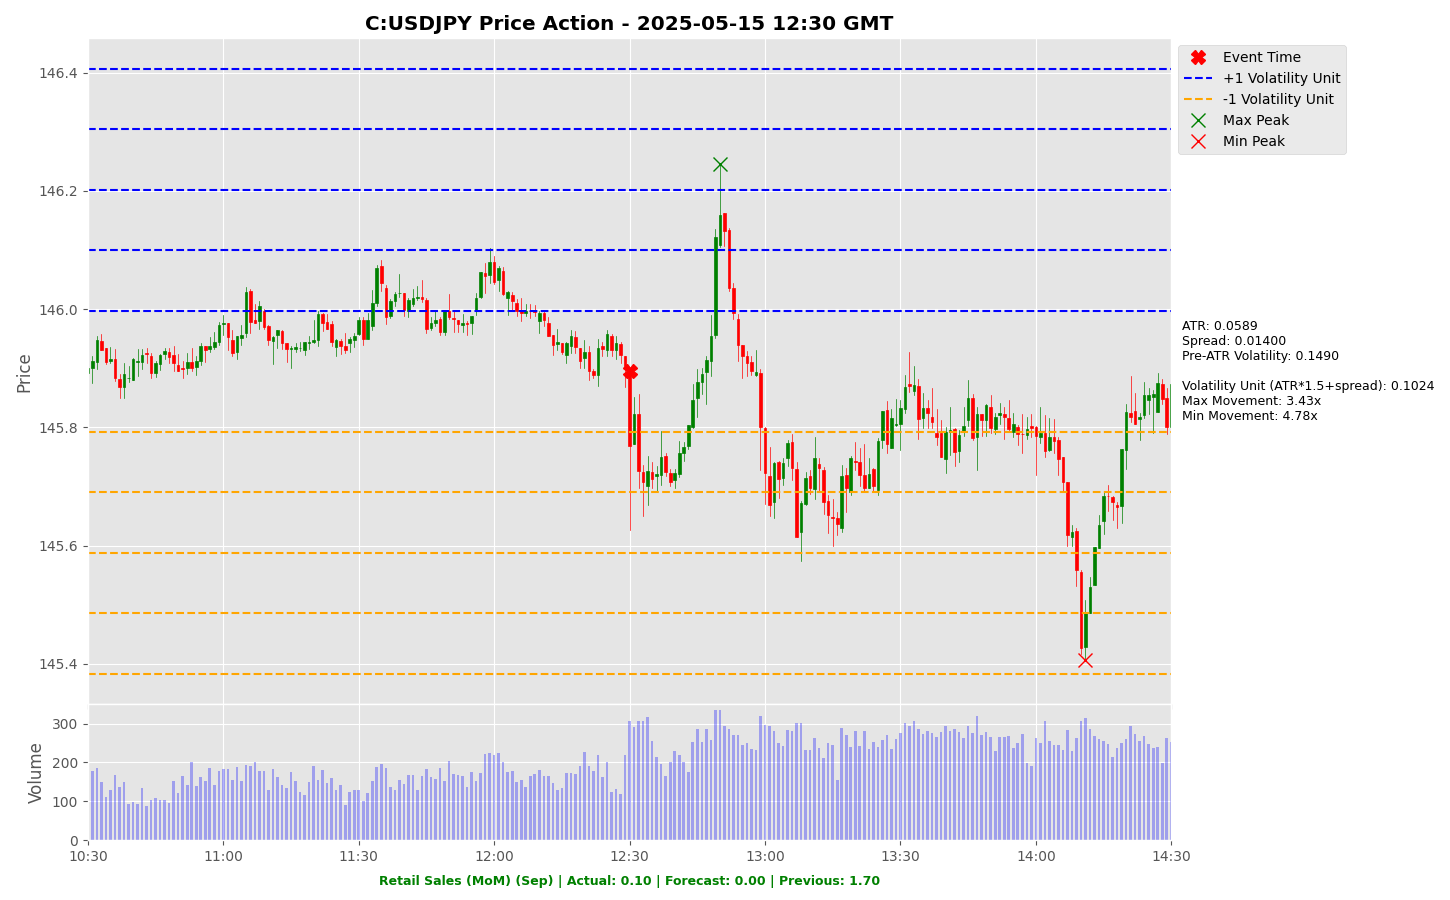 C:USDJPY Price Action - 2025-05-15 12:30 GMT
Event Time
+1 Volatility Unit
-1 Volatility Unit
Max Peak
Min Peak
Price
146.4
146.2
146.0
145.8
145.6
145.4
ATR: 0.0589
Spread: 0.01400
Pre-ATR Volatility: 0.1490
Volatility Unit (ATR*1.5+spread): 0.1024
Max Movement: 3.43x
Min Movement: 4.78x
Volume
300
200
100
0
10:30 11:00 11:30 12:00 12:30 13:00 13:30 14:00 14:30
Retail Sales (MoM) (Sep) | Actual: 0.10 | Forecast: 0.00 | Previous: 1.70